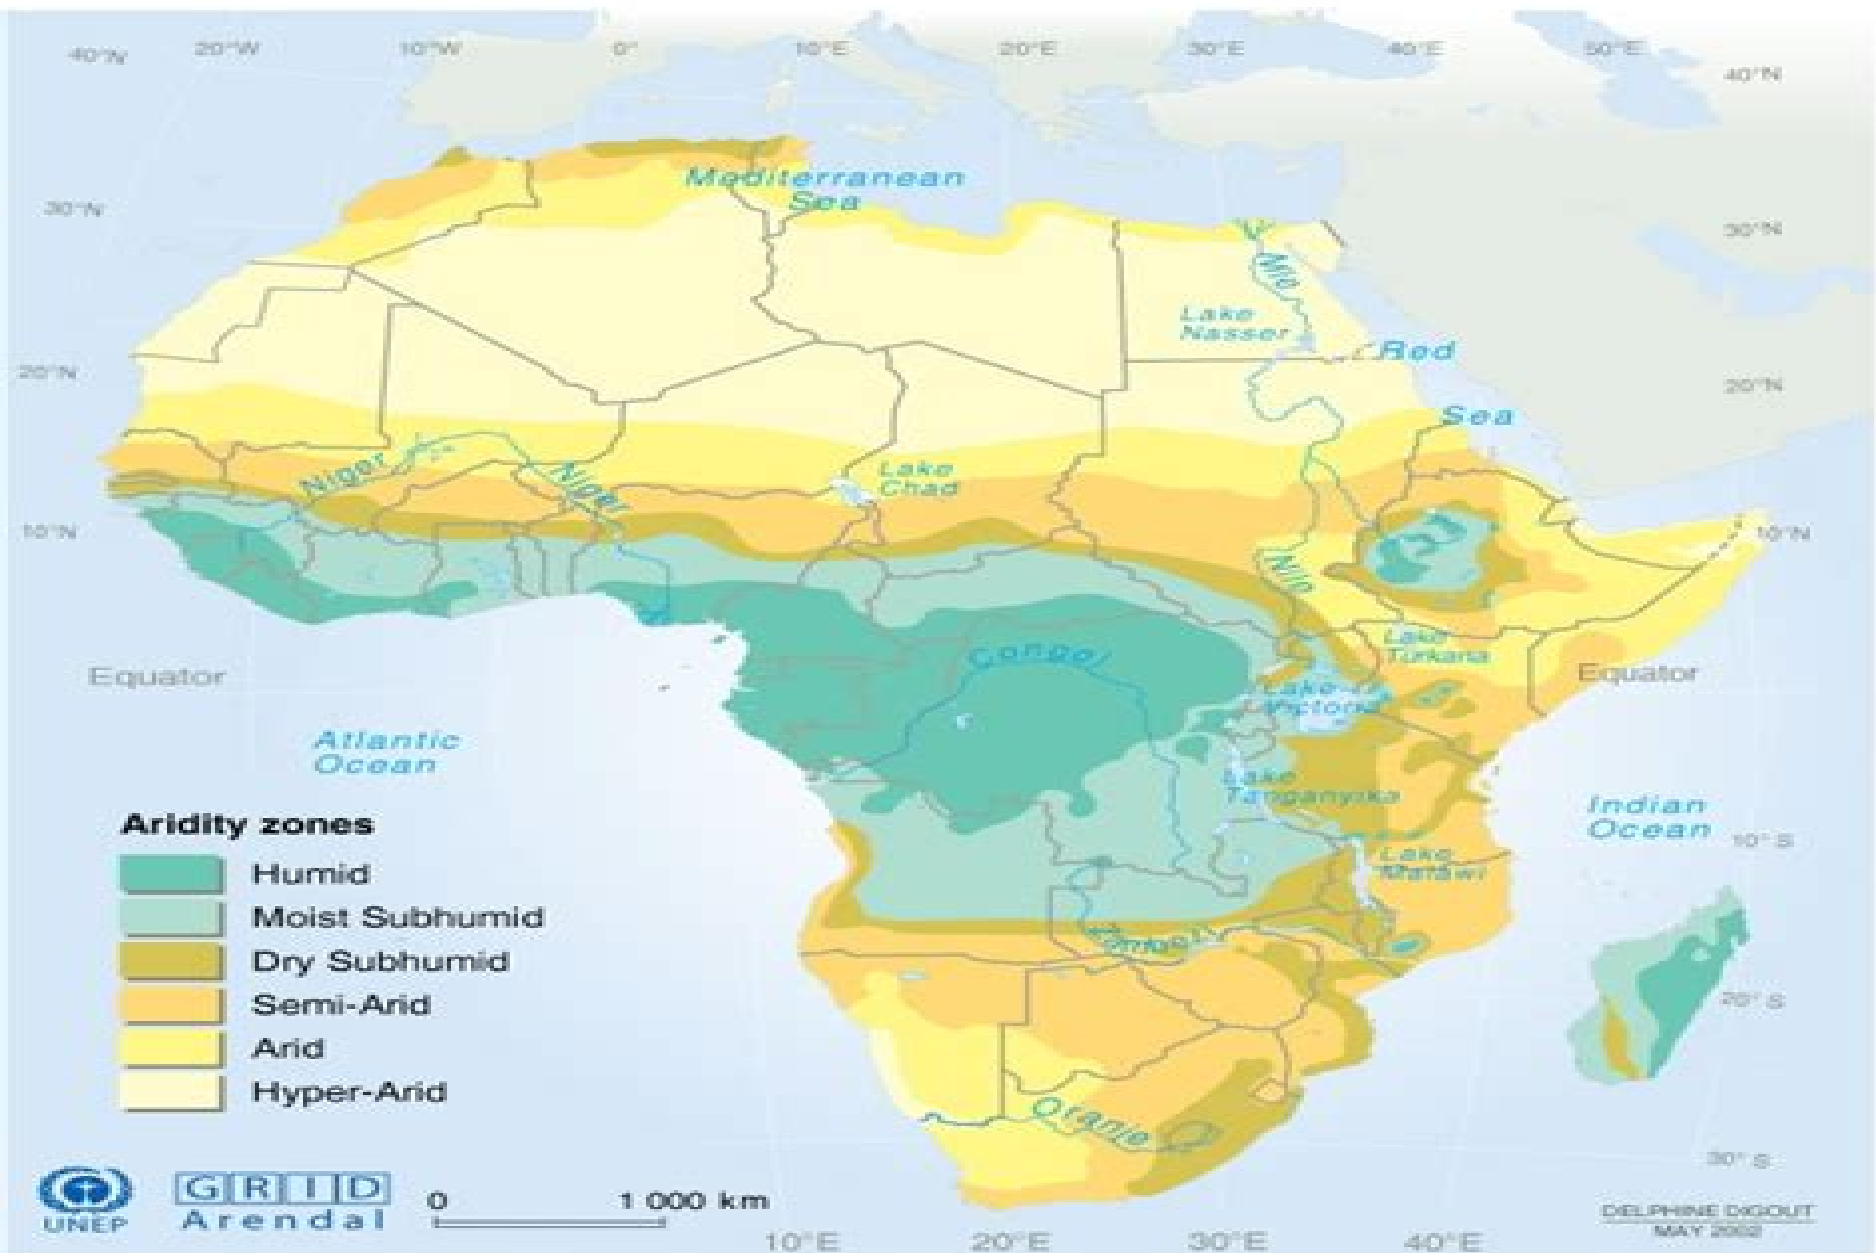 40°N 20°W 10°W 0° 10°E 20°E 30°E 40°E 50°E
40°N
Mediterranean
Sea
30°N
30°N
Nile
Lake
Nasser
Red
20°N
20°N
Sea
Niger
Niger
Lake
Chad
10°N
10°N
Nile
Lake
Turkana
Congo
Equator
Equator
Lake
Victoria
Atlantic
Ocean
Lake
Tanganyika
Indian
Ocean
10° S
Lake
Malawi
Aridity zones
Humid
Moist Subhumid
Dry Subhumid
Semi-Arid
Arid
Hyper-Arid
20° S
Oranje
30° S
UNEP
GRID
Arendal
0 1 000 km
10°E 20°E 30°E 40°E
DELPHINE DIGOUT
MAY 2002